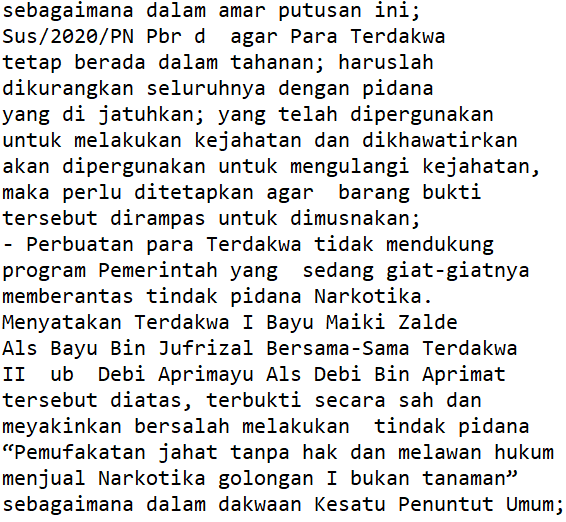 sebagaimana dalam amar putusan ini;
Sus/2020/PN Pbr d  agar Para Terdakwa
tetap berada dalam tahanan; haruslah
dikurangkan seluruhnya dengan pidana
yang di jatuhkan; yang telah dipergunakan
untuk melakukan kejahatan dan dikhawatirkan
akan dipergunakan untuk mengulangi kejahatan,
maka perlu ditetapkan agar  barang bukti
tersebut dirampas untuk dimusnakan;
- Perbuatan para Terdakwa tidak mendukung
program Pemerintah yang  sedang giat-giatnya
memberantas tindak pidana Narkotika.
Menyatakan Terdakwa I Bayu Maiki Zalde
Als Bayu Bin Jufrizal Bersama-Sama Terdakwa
II  ub  Debi Aprimayu Als Debi Bin Aprimat
tersebut diatas, terbukti secara sah dan
meyakinkan bersalah melakukan  tindak pidana
“Pemufakatan jahat tanpa hak dan melawan hukum
menjual Narkotika golongan I bukan tanaman”
sebagaimana dalam dakwaan Kesatu Penuntut Umum;